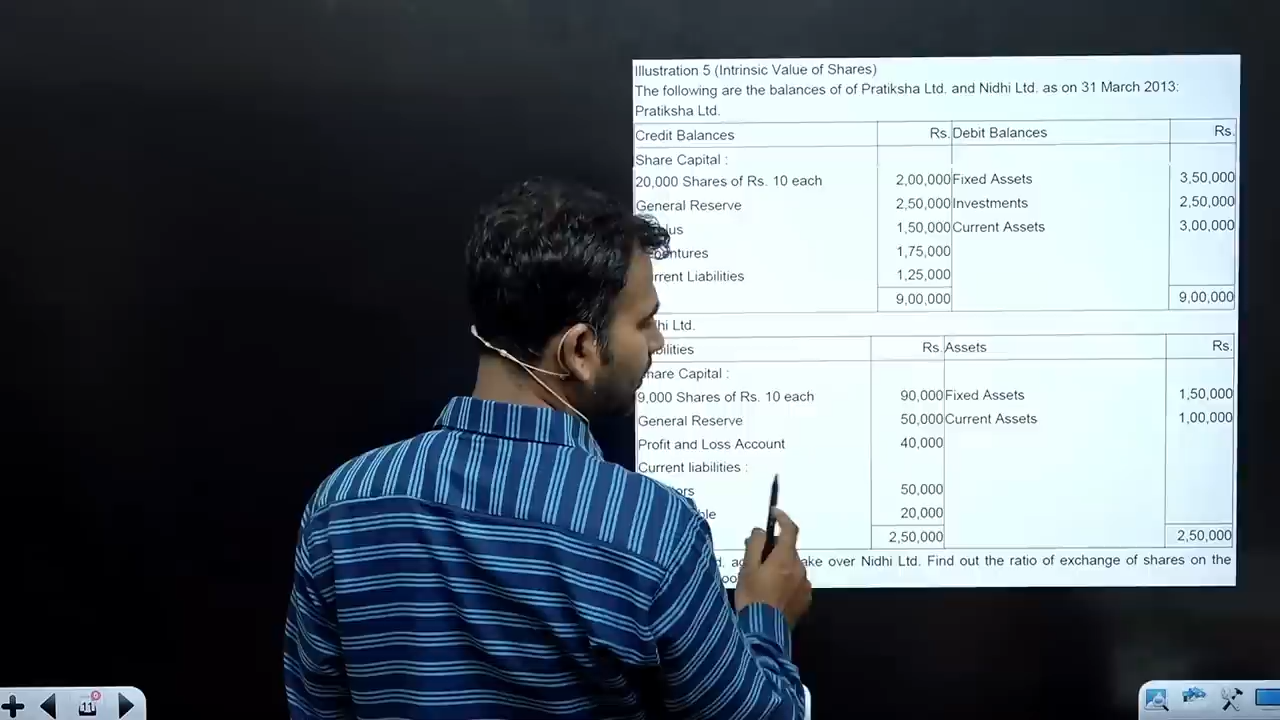 Illustration 5 (Intrinsic Value of Shares)
The following are the balances of of Pratiksha Ltd. and Nidhi Ltd. as on 31 March 2013:
Pratiksha Ltd.
Credit Balances Rs. Debit Balances Rs.
Share Capital :
20,000 Shares of Rs. 10 each 2,00,000 Fixed Assets 3,50,000
General Reserve 2,50,000 Investments 2,50,000
1,50,000 Current Assets 3,00,000
1,75,000
Liabilities 1,25,000
9,00,000 9,00,000
Ltd.
Rs. Assets Rs.
Capital :
9,000 Shares of Rs. 10 each 90,000 Fixed Assets 1,50,000
General Reserve 50,000 Current Assets 1,00,000
Profit and Loss Account 40,000
Current liabilities :
50,000
20,000
2,50,000 2,50,000
over Nidhi Ltd. Find out the ratio of exchange of shares on the
11
0